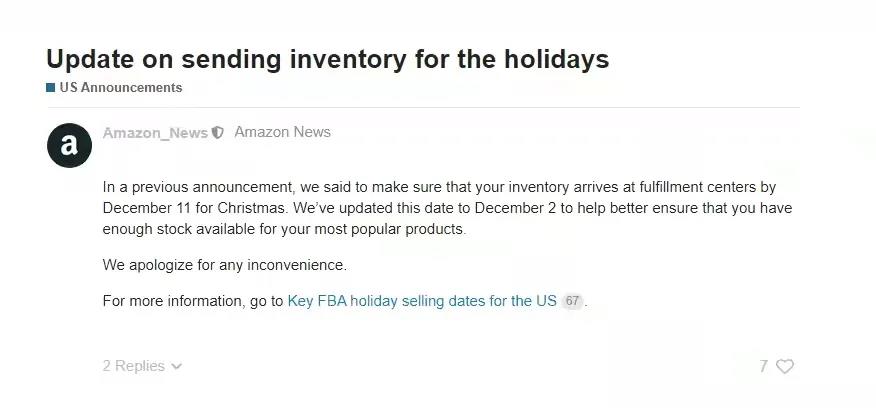 Update on sending inventory for the holidays
US Announcements
a
Amazon_News Amazon News
In a previous announcement, we said to make sure that your inventory arrives at fulfillment centers by
December 11 for Christmas. We’ve updated this date to December 2 to help better ensure that you have
enough stock available for your most popular products.
We apologize for any inconvenience.
For more information, go to Key FBA holiday selling dates for the US 67 .
2 Replies 7